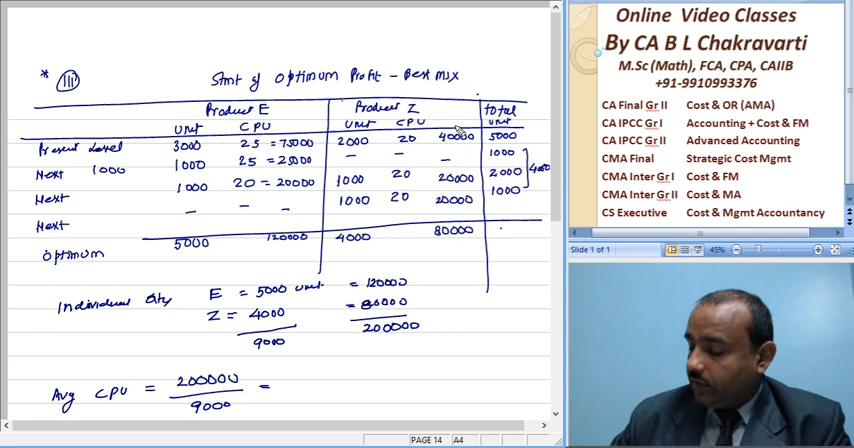 * (III) Stmt of Optimum Profit - Best Mix
Product E Product Z Total
Unit CPU Unit CPU Unit
Present Level 3000 25 = 75000 2000 20 40000 5000
Next 1000 1000 25 = 25000 - - - 1000
Next 1000 20 = 20000 1000 20 20000 2000 4000
Next - - - 1000 20 20000 1000
Optimum 5000 120000 4000 80000
Individual Qty E = 5000 unit = 120000
Z = 4000 = 80000
9000 200000
Avg CPU = 200000 / 9000 =
Online Video Classes
By CA B L Chakravarti
M.Sc (Math), FCA, CPA, CAIIB
+91-9910993376
CA Final Gr II Cost & OR (AMA)
CA IPCC Gr I Accounting + Cost & FM
CA IPCC Gr II Advanced Accounting
CMA Final Strategic Cost Mgmt
CMA Inter Gr I Cost & FM
CMA Inter Gr II Cost & MA
CS Executive Cost & Mgmt Accountancy
Slide 1 of 1 45%
PAGE 14 A4